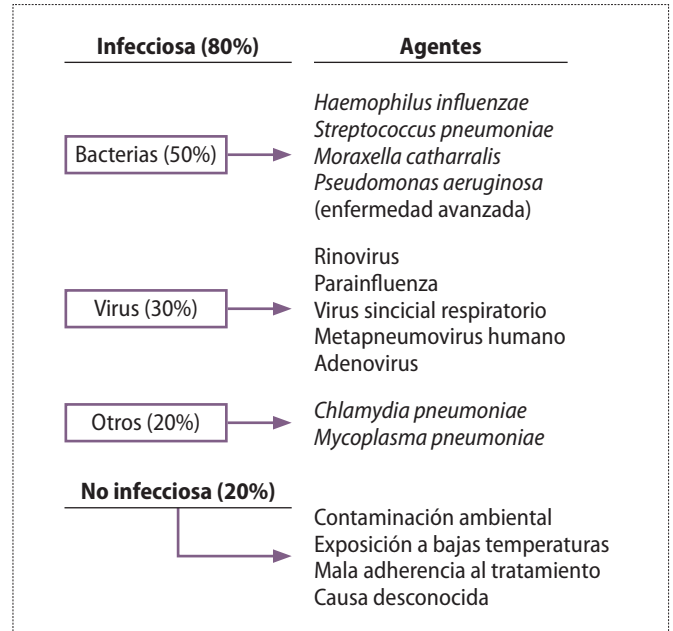 Infecciosa (80%)
Agentes
Bacterias (50%)
Haemophilus influenzae
Streptococcus pneumoniae
Moraxella catharralis
Pseudomonas aeruginosa
(enfermedad avanzada)
Virus (30%)
Rinovirus
Parainfluenza
Virus sincicial respiratorio
Metapneumovirus humano
Adenovirus
Otros (20%)
Chlamydia pneumoniae
Mycoplasma pneumoniae
No infecciosa (20%)
Contaminación ambiental
Exposición a bajas temperaturas
Mala adherencia al tratamiento
Causa desconocida